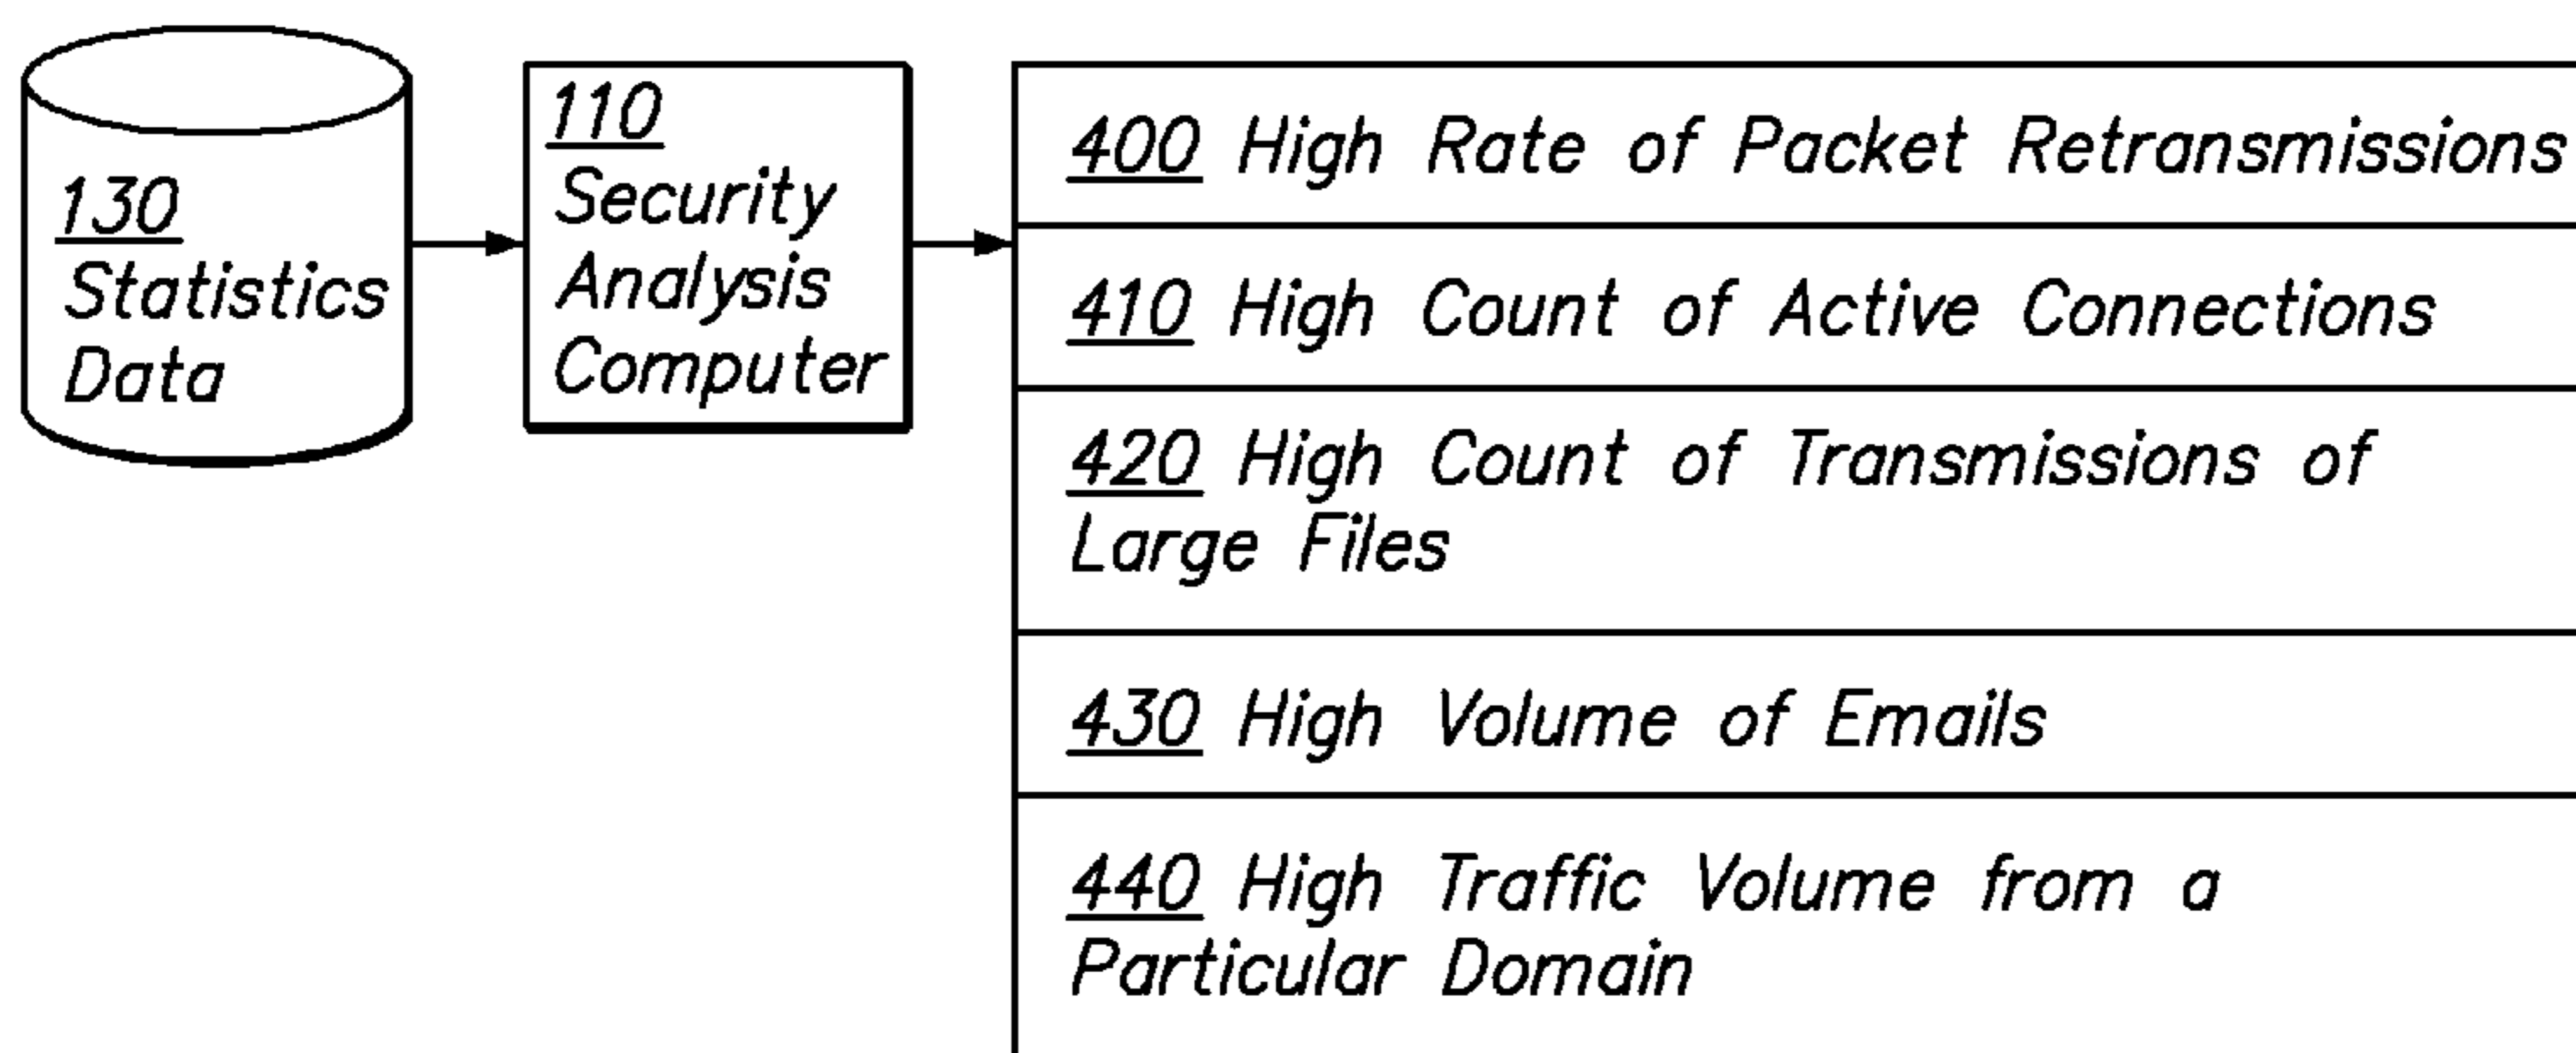 130
Statistics
Data
110
Security
Analysis
Computer
400 High Rate of Packet Retransmissions
410 High Count of Active Connections
420 High Count of Transmissions of
Large Files
430 High Volume of Emails
440 High Traffic Volume from a
Particular Domain